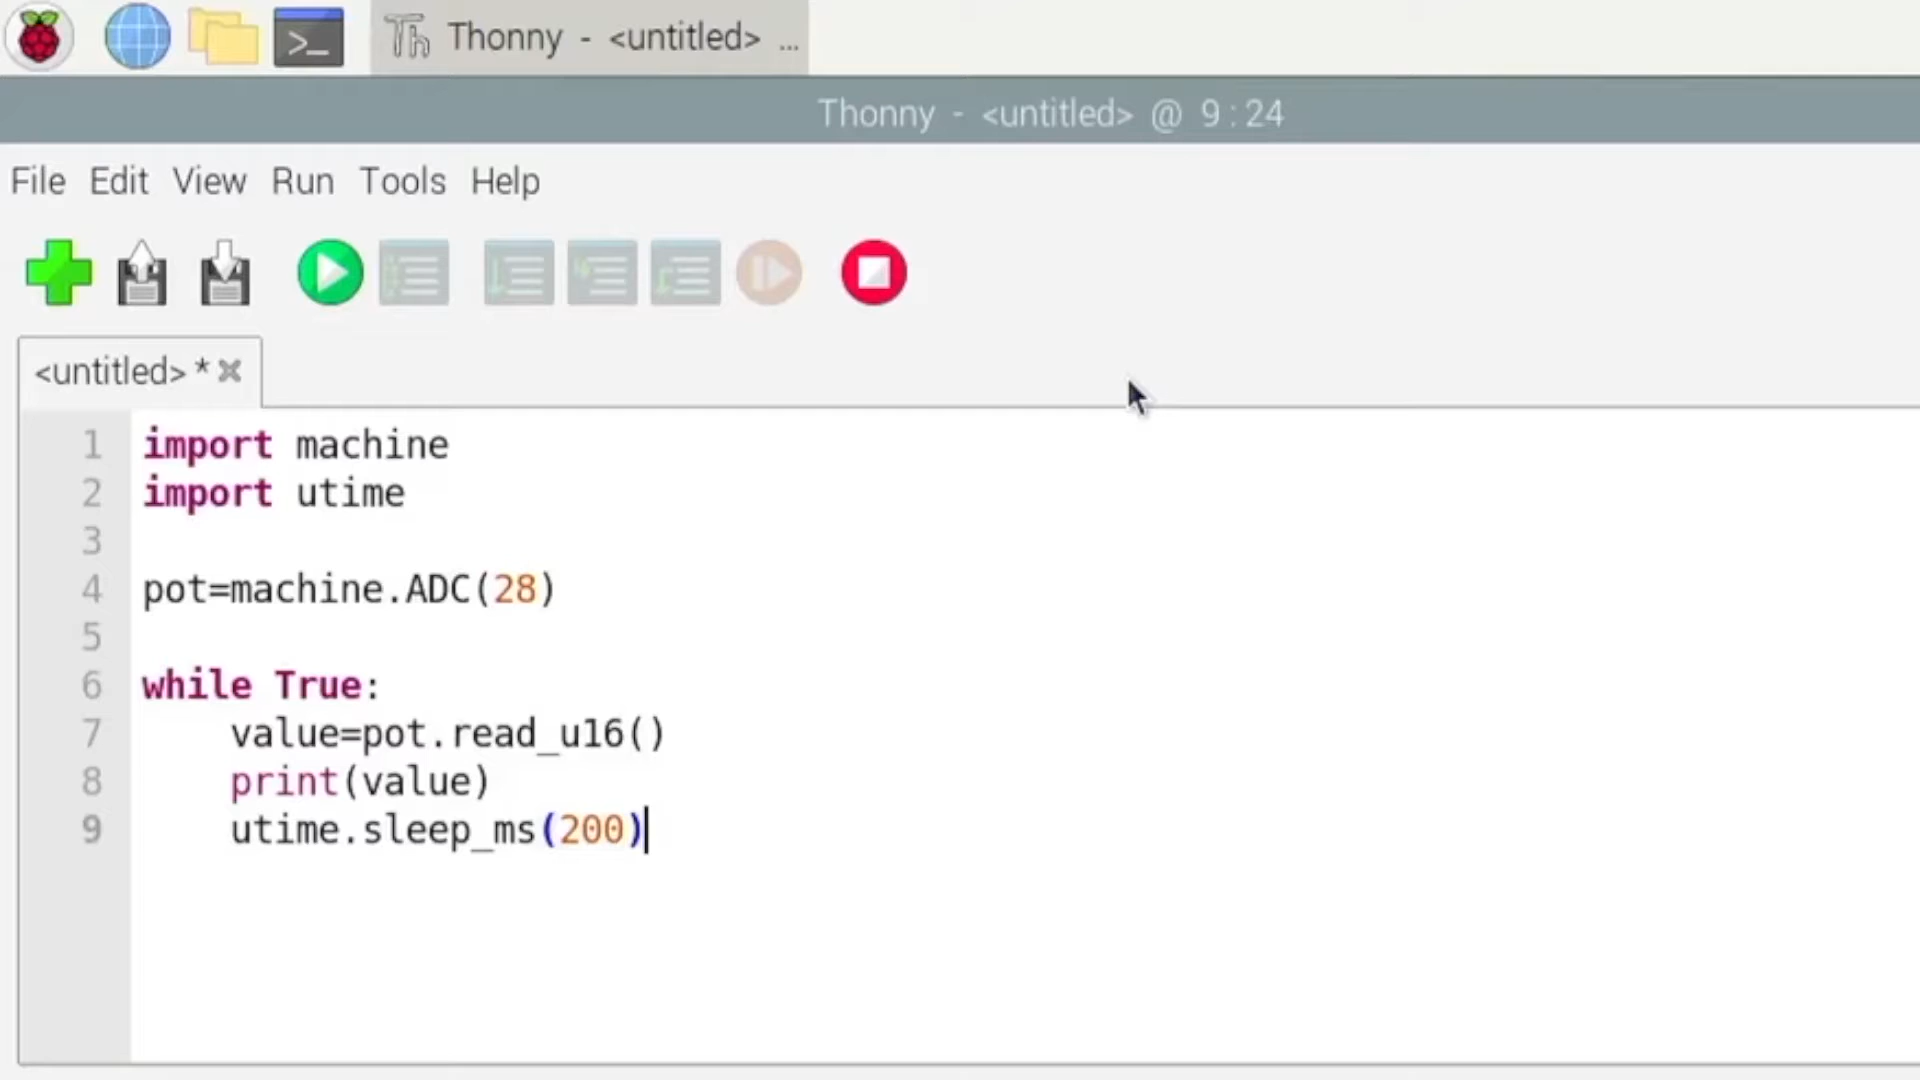 Thonny - <untitled> ...
Thonny - <untitled> @ 9:24
File Edit View Run Tools Help
<untitled> *
1 import machine
2 import utime
3
4 pot=machine.ADC(28)
5
6 while True:
7     value=pot.read_u16()
8     print(value)
9     utime.sleep_ms(200)